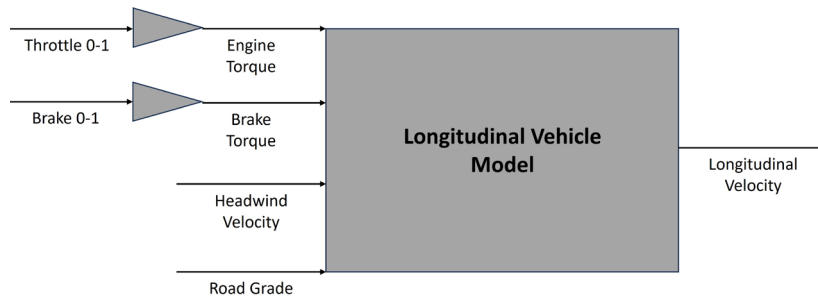 Throttle 0-1
Engine
Torque
Brake 0-1
Brake
Torque
Headwind
Velocity
Road Grade
Longitudinal Vehicle
Model
Longitudinal
Velocity